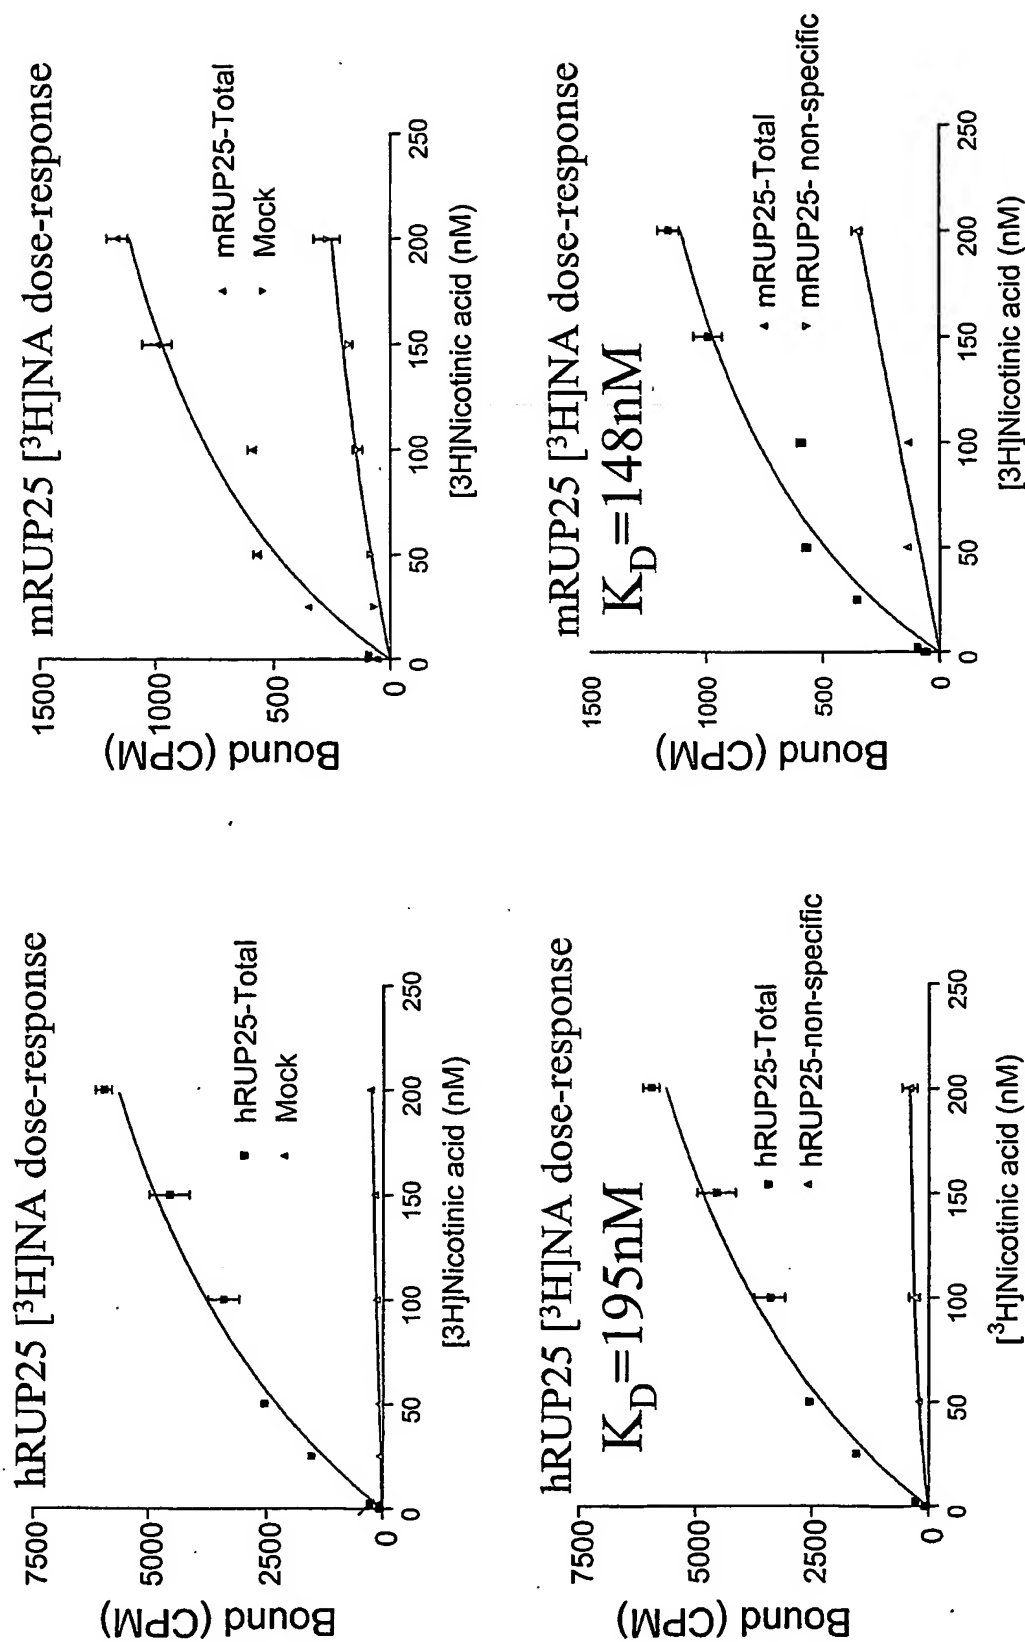 hRUP25 [³H]NA dose-response
7500
5000
2500
0
Bound (CPM)
hRUP25-Total
Mock
0
50
100
150
200
250
[3H]Nicotinic acid (nM)
mRUP25 [³H]NA dose-response
1500
1000
500
0
Bound (CPM)
mRUP25-Total
Mock
0
50
100
150
200
250
[3H]Nicotinic acid (nM)
hRUP25 [³H]NA dose-response
K_D=195nM
7500
5000
2500
0
Bound (CPM)
hRUP25-Total
hRUP25-non-specific
0
50
100
150
200
250
[³H]Nicotinic acid (nM)
mRUP25 [³H]NA dose-response
K_D=148nM
1500
1000
500
0
Bound (CPM)
mRUP25-Total
mRUP25- non-specific
0
50
100
150
200
250
[3H]Nicotinic acid (nM)